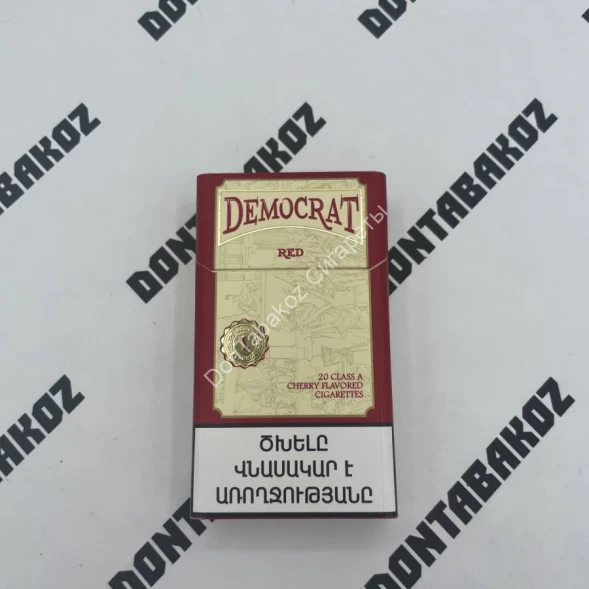 DONTABAKOZ
DONTABAKOZ
DONTABAKOZ
DONTABAKOZ
DONTABAKOZ
DEMOCRAT
RED
DonTabakoz Сигареты
20 CLASS A
CHERRY FLAVORED
CIGARETTES
ԾԽԵԼԸ
ՎՆԱՍԱԿԱՐ Է
ԱՌՈՂՋՈՒԹՅԱՆԸ
DONTABAKOZ
DONTABAKOZ
DONTABAKOZ